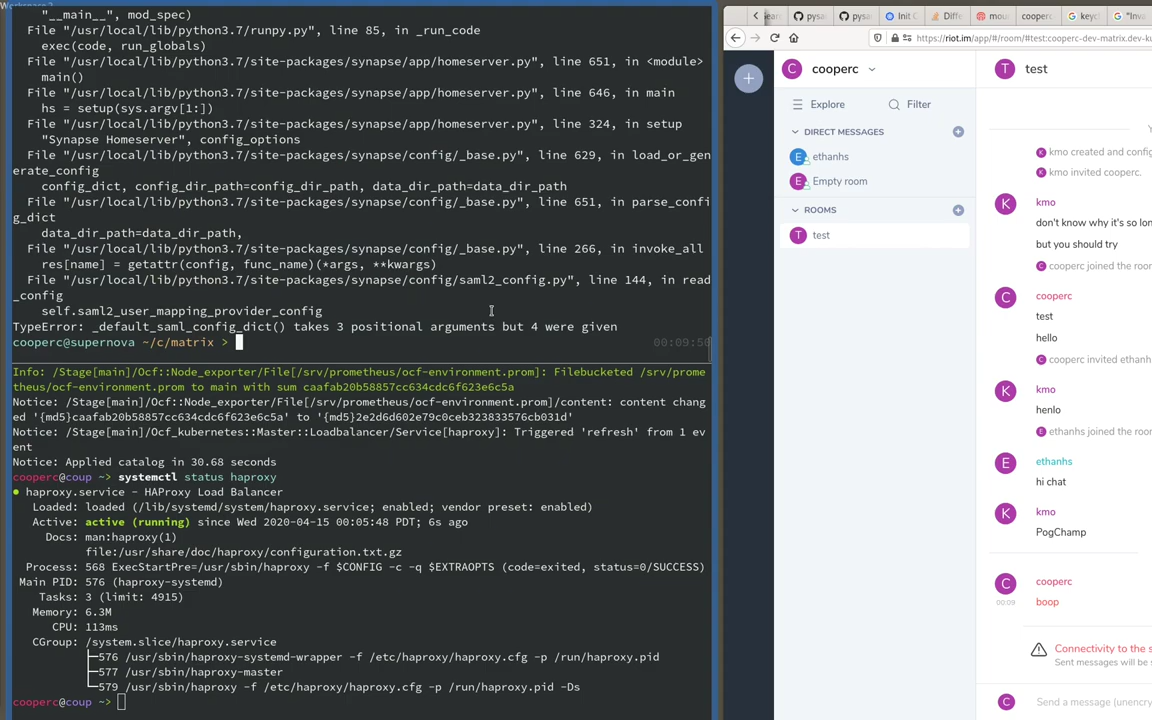 "__main__", mod_spec)
File "/usr/local/lib/python3.7/runpy.py", line 85, in _run_code
exec(code, run_globals)
File "/usr/local/lib/python3.7/site-packages/synapse/app/homeserver.py", line 651, in <module>
main()
File "/usr/local/lib/python3.7/site-packages/synapse/app/homeserver.py", line 646, in main
hs = setup(sys.argv[1:])
File "/usr/local/lib/python3.7/site-packages/synapse/app/homeserver.py", line 324, in setup
"Synapse Homeserver", config_options
File "/usr/local/lib/python3.7/site-packages/synapse/config/_base.py", line 629, in load_or_gen
erate_config
config_dict, config_dir_path=config_dir_path, data_dir_path=data_dir_path
File "/usr/local/lib/python3.7/site-packages/synapse/config/_base.py", line 651, in parse_confi
g_dict
data_dir_path=data_dir_path,
File "/usr/local/lib/python3.7/site-packages/synapse/config/_base.py", line 266, in invoke_all
res[name] = getattr(config, func_name)(*args, **kwargs)
File "/usr/local/lib/python3.7/site-packages/synapse/config/saml2_config.py", line 144, in read
_config
self.saml2_user_mapping_provider_config
TypeError: _default_saml_config_dict() takes 3 positional arguments but 4 were given
cooperc@supernova ~/c/matrix > 00:09:50
Info: /Stage[main]/Ocf::Node_exporter/File[/srv/prometheus/ocf-environment.prom]: Filebucketed /srv/prome
theus/ocf-environment.prom to main with sum caafab20b58857cc634cdc6f623e6c5a
Notice: /Stage[main]/Ocf::Node_exporter/File[/srv/prometheus/ocf-environment.prom]/content: content chang
ed '{md5}caafab20b58857cc634cdc6f623e6c5a' to '{md5}2e2d6d602e79c0ceb323833576cb031d'
Notice: /Stage[main]/Ocf_kubernetes::Master::Loadbalancer/Service[haproxy]: Triggered 'refresh' from 1 ev
ent
Notice: Applied catalog in 30.68 seconds
cooperc@coup ~> systemctl status haproxy
● haproxy.service - HAProxy Load Balancer
Loaded: loaded (/lib/systemd/system/haproxy.service; enabled; vendor preset: enabled)
Active: active (running) since Wed 2020-04-15 00:05:48 PDT; 6s ago
Docs: man:haproxy(1)
file:/usr/share/doc/haproxy/configuration.txt.gz
Process: 568 ExecStartPre=/usr/sbin/haproxy -f $CONFIG -c -q $EXTRAOPTS (code=exited, status=0/SUCCESS)
Main PID: 576 (haproxy-systemd)
Tasks: 3 (limit: 4915)
Memory: 6.3M
CPU: 113ms
CGroup: /system.slice/haproxy.service
├─576 /usr/sbin/haproxy-systemd-wrapper -f /etc/haproxy/haproxy.cfg -p /run/haproxy.pid
├─577 /usr/sbin/haproxy-master
└─579 /usr/sbin/haproxy -f /etc/haproxy/haproxy.cfg -p /run/haproxy.pid -Ds
cooperc@coup ~>
pysa pysa Init C Diffe mou cooperc keyc "Inva
https://riot.im/app/#/room/#test:cooperc-dev-matrix.dev-ku
C cooperc
Explore Filter
DIRECT MESSAGES
E ethanhs
Empty room
ROOMS
T test
T test
kmo created and config
kmo invited cooperc.
K kmo
don't know why it's so lon
but you should try
cooperc joined the roor
C cooperc
test
hello
cooperc invited ethanh
K kmo
henlo
ethanhs joined the roor
E ethanhs
hi chat
K kmo
PogChamp
C cooperc
00:09 boop
Connectivity to the s
Sent messages will be s
C Send a message (unenc